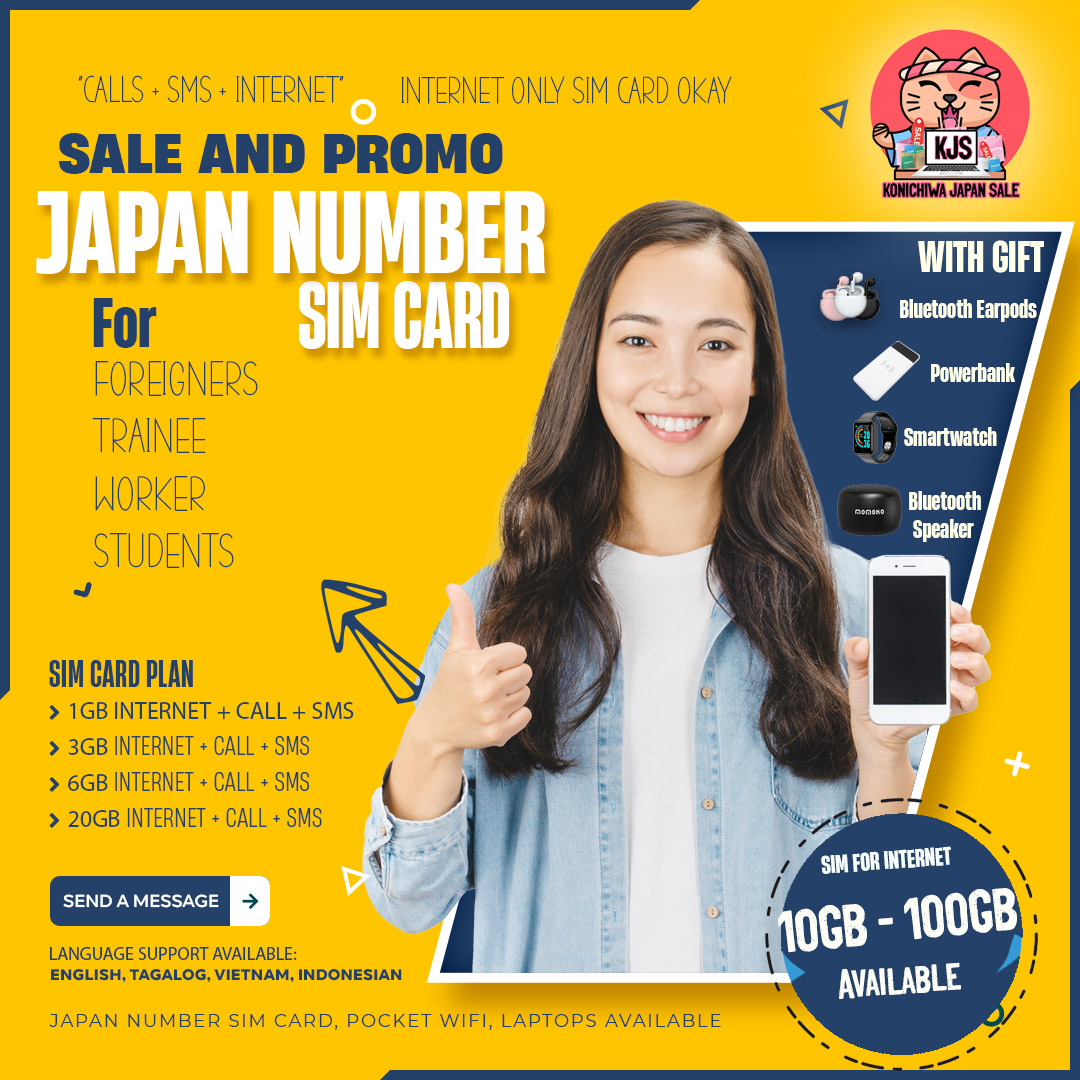 "CALLS + SMS + INTERNET"
INTERNET ONLY SIM CARD OKAY
SALE AND PROMO
JAPAN NUMBER
SIM CARD
For
FOREIGNERS
TRAINEE
WORKER
STUDENTS
SALE
SALE
KJS
KONICHIWA JAPAN SALE
WITH GIFT
Bluetooth Earpods
Powerbank
Smartwatch
Bluetooth
Speaker
momoho
SIM CARD PLAN
1GB INTERNET + CALL + SMS
3GB INTERNET + CALL + SMS
6GB INTERNET + CALL + SMS
20GB INTERNET + CALL + SMS
SEND A MESSAGE
LANGUAGE SUPPORT AVAILABLE:
ENGLISH, TAGALOG, VIETNAM, INDONESIAN
JAPAN NUMBER SIM CARD, POCKET WIFI, LAPTOPS AVAILABLE
SIM FOR INTERNET
10GB - 100GB
AVAILABLE